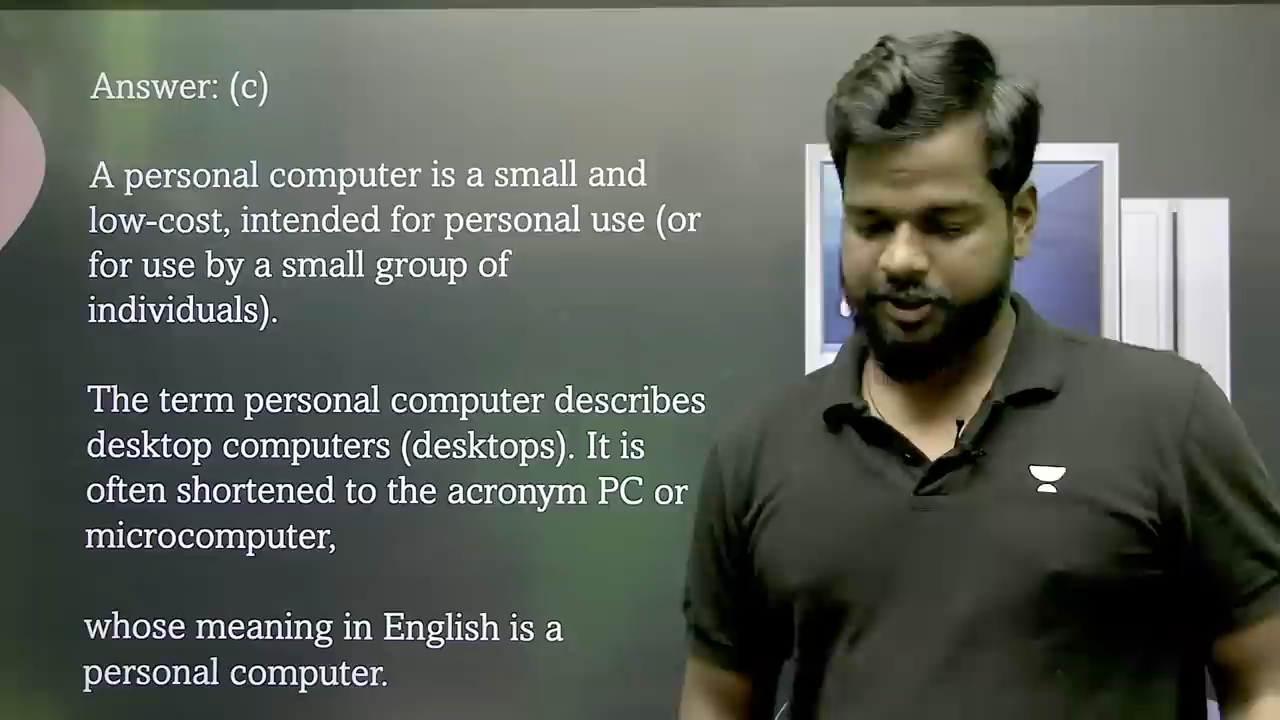 Answer: (c)
A personal computer is a small and
low-cost, intended for personal use (or
for use by a small group of
individuals).
The term personal computer describes
desktop computers (desktops). It is
often shortened to the acronym PC or
microcomputer,
whose meaning in English is a
personal computer.